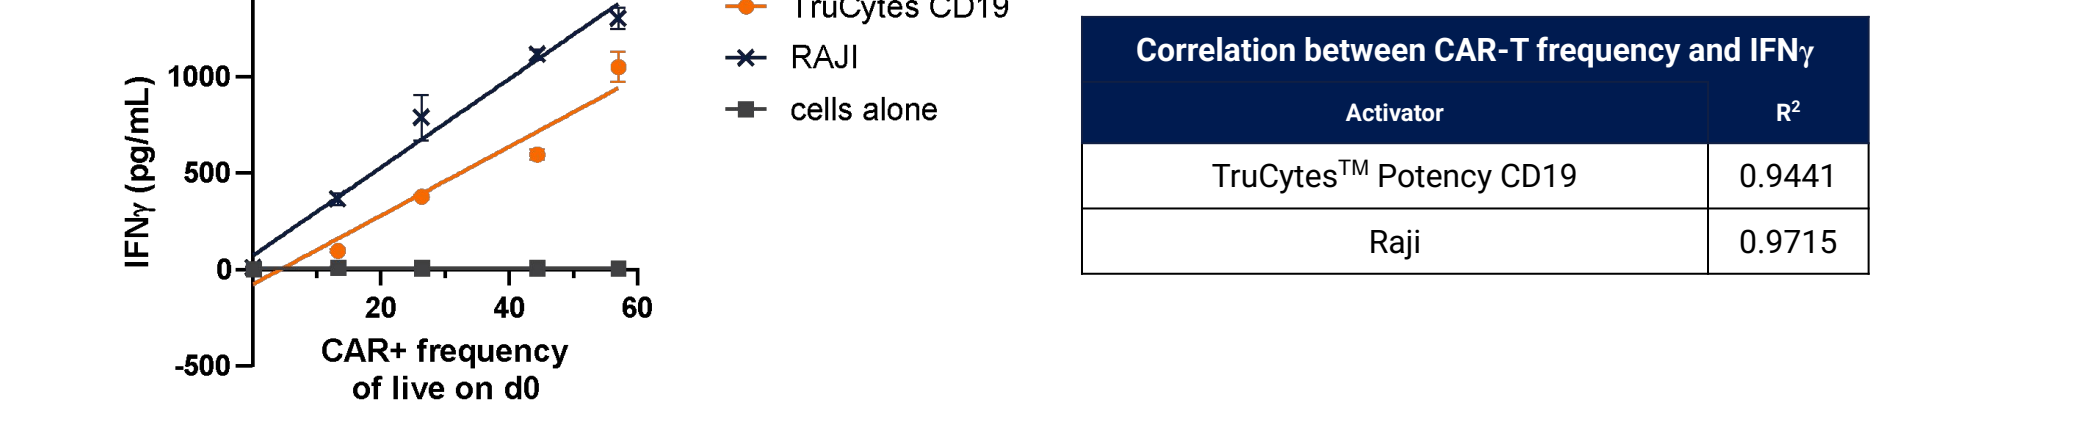 TruCytes CD19
RAJI
cells alone
IFNγ (pg/mL)
1000
500
0
-500
20 40 60
CAR+ frequency
of live on d0
Correlation between CAR-T frequency and IFNγ
Activator R²
TruCytes™ Potency CD19 0.9441
Raji 0.9715